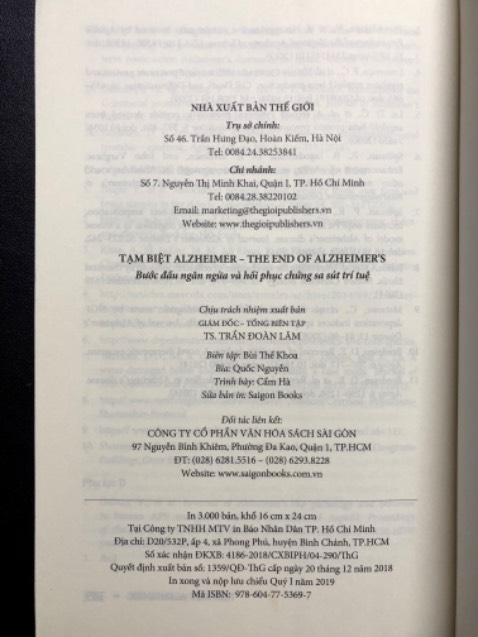 NHÀ XUẤT BẢN THẾ GIỚI
Trụ sở chính:
Số 46. Trần Hưng Đạo, Hoàn Kiếm, Hà Nội
Tel: 0084.24.38253841
Chi nhánh:
Số 7. Nguyễn Thị Minh Khai, Quận I, TP. Hồ Chí Minh
Tel: 0084.28.38220102
Email: marketing@thegioipublishers.vn
Website: www.thegioipublishers.vn
TẠM BIỆT ALZHEIMER – THE END OF ALZHEIMER'S
Bước đầu ngăn ngừa và hồi phục chứng sa sút trí tuệ
Chịu trách nhiệm xuất bản
GIÁM ĐỐC – TỔNG BIÊN TẬP
TS. TRẦN ĐOÀN LÂM
Biên tập: Bùi Thế Khoa
Bìa: Quốc Nguyễn
Trình bày: Cẩm Hà
Sửa bản in: Saigon Books
Đối tác liên kết:
CÔNG TY CỔ PHẦN VĂN HÓA SÁCH SÀI GÒN
97 Nguyễn Bỉnh Khiêm, Phường Đa Kao, Quận 1, TP.HCM
ĐT: (028) 6281.5516 – (028) 6293.8228
Website: www.saigonbooks.com.vn
In 3.000 bản, khổ 16 cm x 24 cm
Tại Công ty TNHH MTV in Báo Nhân Dân TP. Hồ Chí Minh
Địa chỉ: D20/532P, ấp 4, xã Phong Phú, huyện Bình Chánh, TP.HCM
Số xác nhận ĐKXB: 4186-2018/CXBIPH/04-290/ThG
Quyết định xuất bản số: 1359/QĐ-ThG cấp ngày 20 tháng 12 năm 2018
In xong và nộp lưu chiểu Quý I năm 2019
Mã ISBN: 978-604-77-5369-7